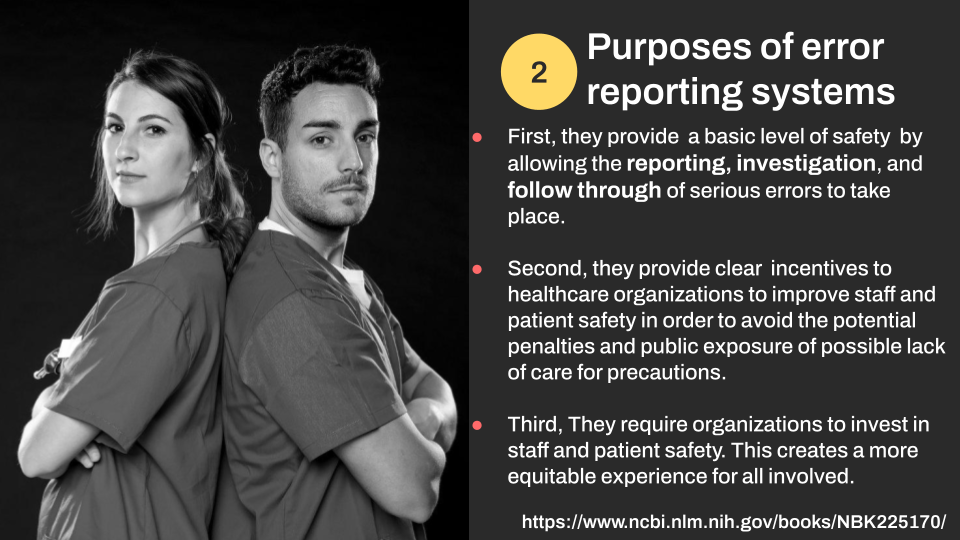 2
Purposes of error
reporting systems
● First, they provide  a basic level of safety  by
allowing the reporting, investigation, and
follow through of serious errors to take
place.
● Second, they provide clear  incentives to
healthcare organizations to improve staff and
patient safety in order to avoid the potential
penalties and public exposure of possible lack
of care for precautions.
● Third, They require organizations to invest in
staff and patient safety. This creates a more
equitable experience for all involved.
https://www.ncbi.nlm.nih.gov/books/NBK225170/